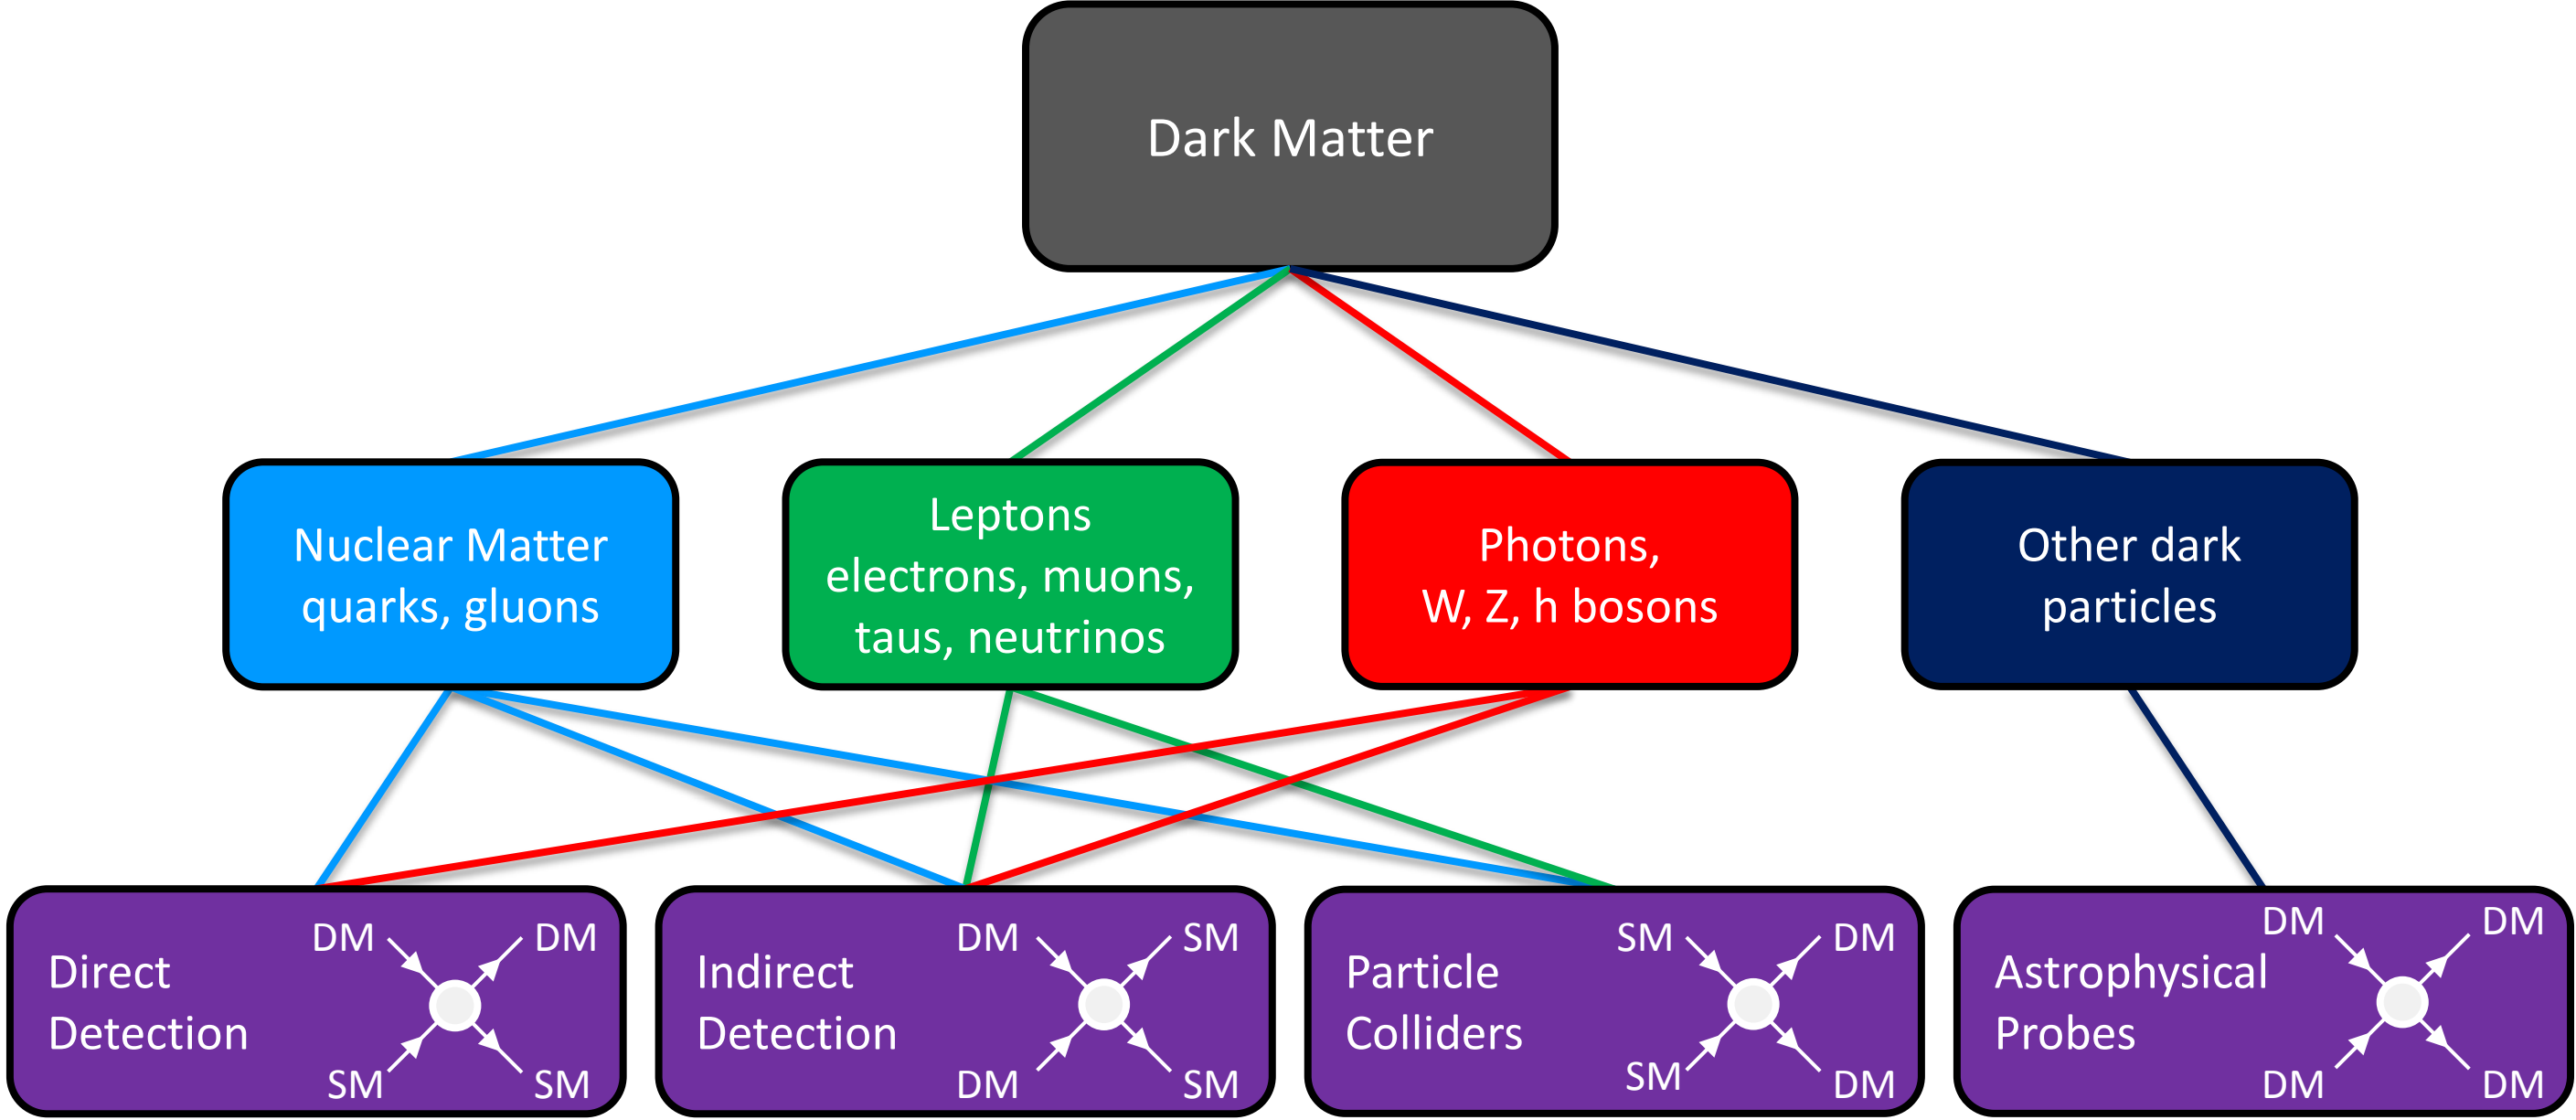 Dark Matter
Nuclear Matter
quarks, gluons
Leptons
electrons, muons,
taus, neutrinos
Photons,
W, Z, h bosons
Other dark
particles
Direct
Detection
DM
DM
SM
SM
Indirect
Detection
DM
SM
DM
SM
Particle
Colliders
SM
DM
SM
DM
Astrophysical
Probes
DM
DM
DM
DM